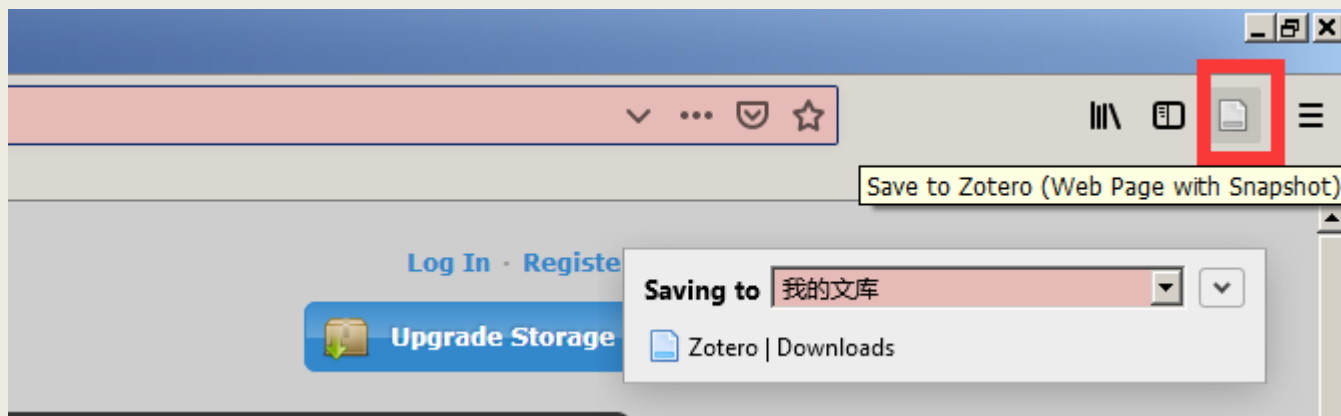 Save to Zotero (Web Page with Snapshot)
Log In · Registe
Saving to 我的文库
Upgrade Storage
Zotero | Downloads